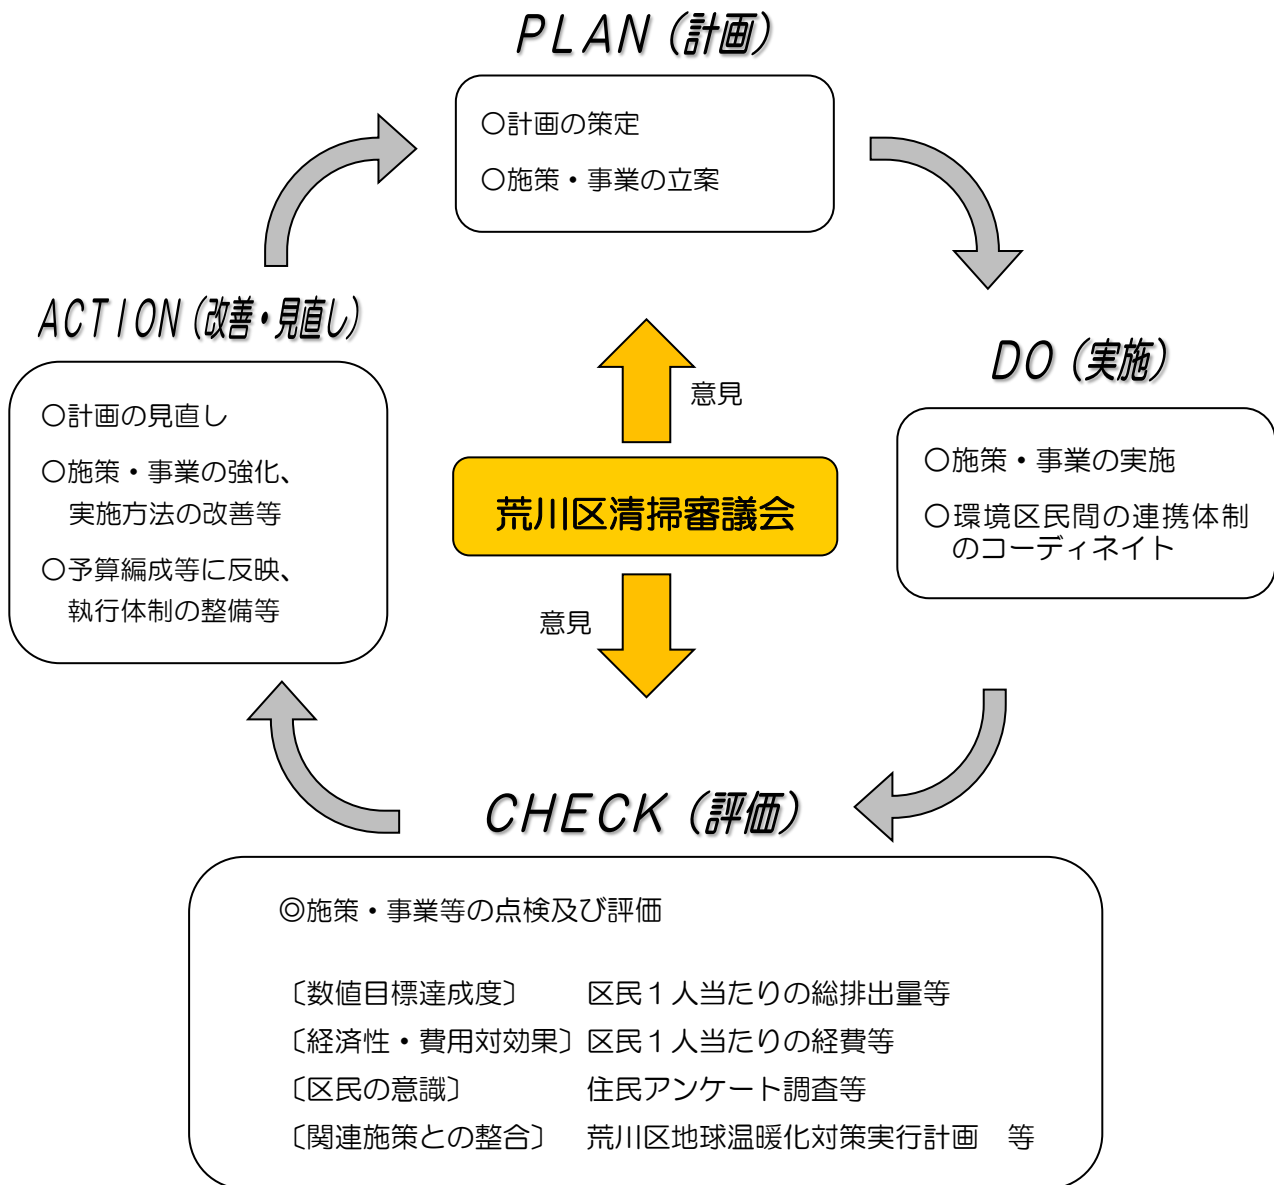 PLAN（計画）
○計画の策定
○施策・事業の立案
ACTION（改善・見直し）
○計画の見直し
○施策・事業の強化、
実施方法の改善等
○予算編成等に反映、
執行体制の整備等
意見
荒川区清掃審議会
意見
DO（実施）
○施策・事業の実施
○環境区民間の連携体制
のコーディネイト
CHECK（評価）
◎施策・事業等の点検及び評価
〔数値目標達成度〕　区民１人当たりの総排出量等
〔経済性・費用対効果〕区民１人当たりの経費等
〔区民の意識〕　住民アンケート調査等
〔関連施策との整合〕　荒川区地球温暖化対策実行計画　等